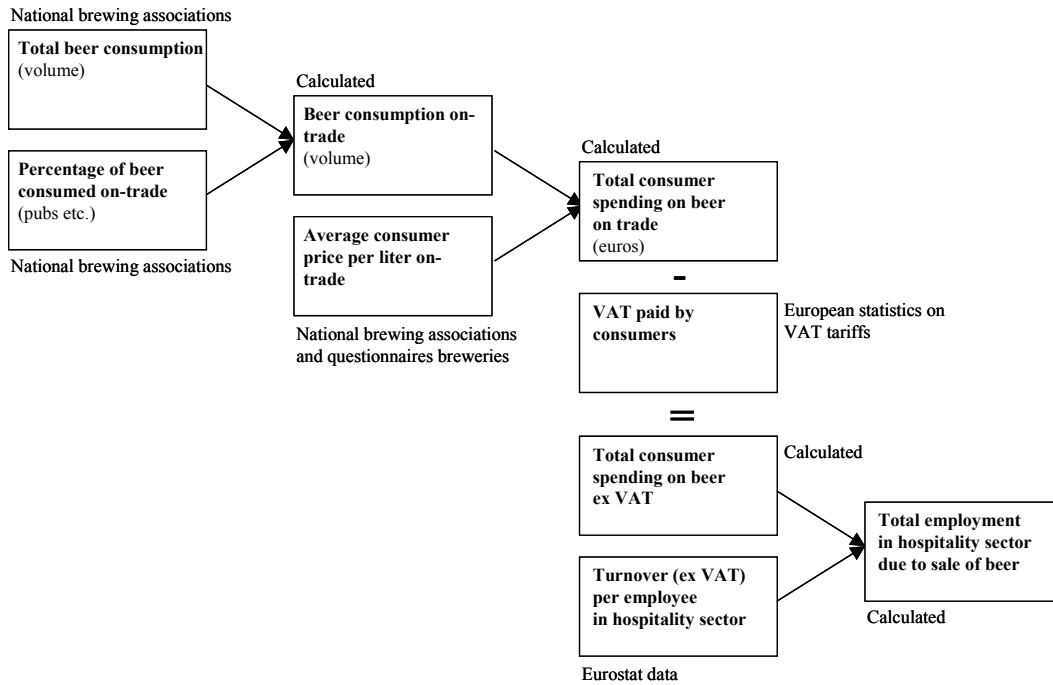 National brewing associations
Total beer consumption
(volume)
Percentage of beer
consumed on-trade
(pubs etc.)
National brewing associations
Calculated
Beer consumption on-
trade
(volume)
Average consumer
price per liter on-
trade
National brewing associations
and questionnaires breweries
Calculated
Total consumer
spending on beer
on trade
(euros)
-
VAT paid by
consumers
European statistics on
VAT tariffs
=
Total consumer
spending on beer
ex VAT
Calculated
Turnover (ex VAT)
per employee
in hospitality sector
Eurostat data
Total employment
in hospitality sector
due to sale of beer
Calculated